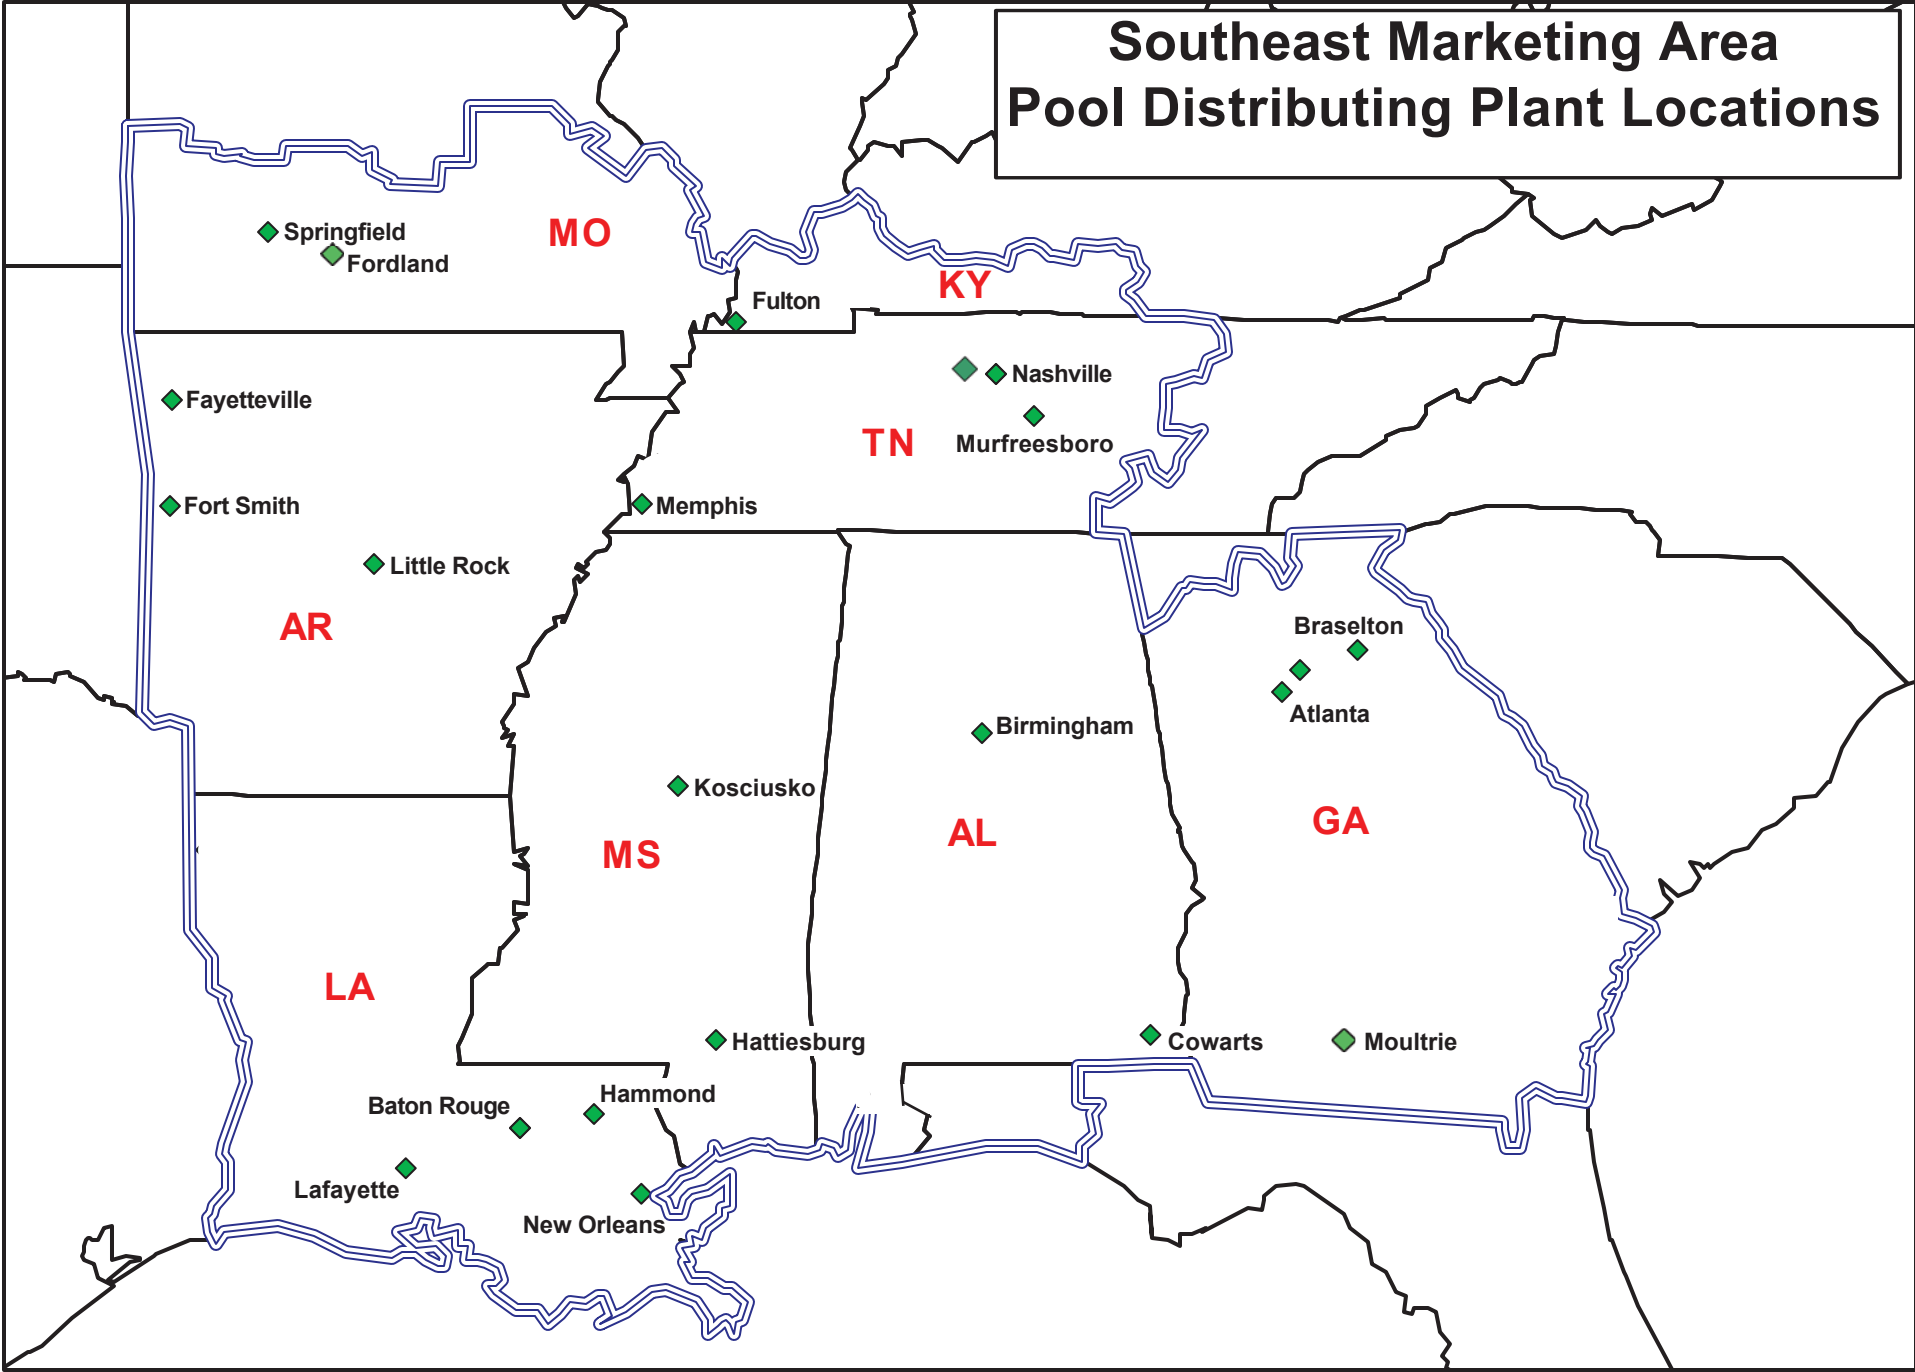 Southeast Marketing Area
Pool Distributing Plant Locations
Springfield
Fordland
MO
KY
Fulton
Fayetteville
Nashville
TN
Murfreesboro
Fort Smith
Memphis
Little Rock
AR
Braselton
Atlanta
Birmingham
Kosciusko
MS
AL
GA
LA
Hattiesburg
Cowarts
Moultrie
Hammond
Baton Rouge
Lafayette
New Orleans